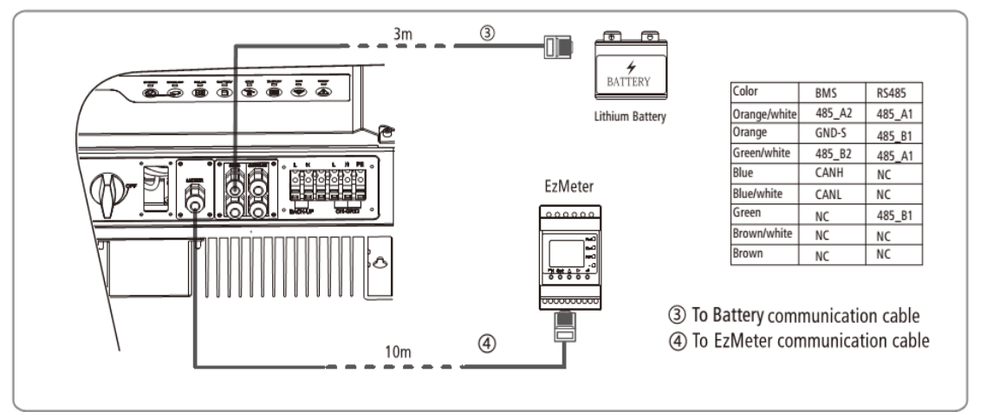 3m
③
BATTERY
Lithium Battery
Color BMS RS485
Orange/white 485_A2 485_A1
Orange GND-S 485_B1
Green/white 485_B2 485_A1
Blue CANH NC
Blue/white CANL NC
Green NC 485_B1
Brown/white NC NC
Brown NC NC
OFF
METER
L N L N PE
BACK-UP ON-GRID
EzMeter
③ To Battery communication cable
④ To EzMeter communication cable
10m
④